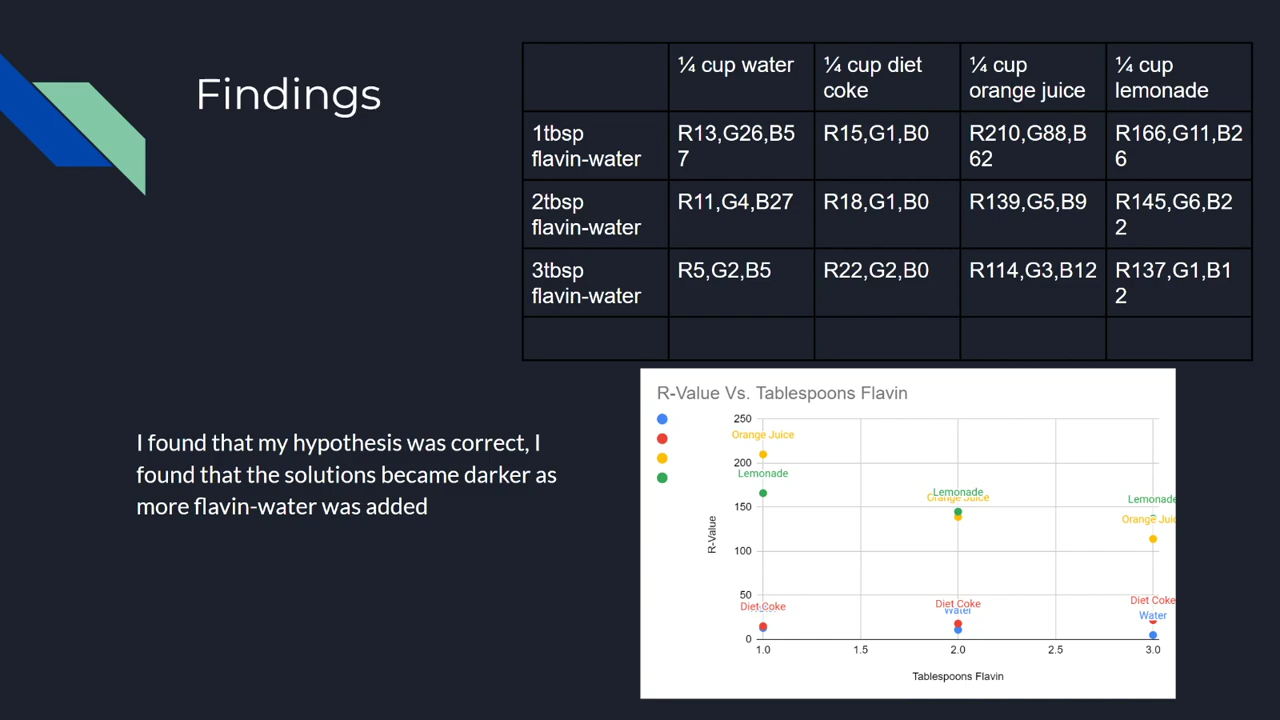 Findings
¼ cup water
¼ cup diet
coke
¼ cup
orange juice
¼ cup
lemonade
1tbsp
flavin-water
R13,G26,B5
7
R15,G1,B0
R210,G88,B
62
R166,G11,B2
6
2tbsp
flavin-water
R11,G4,B27
R18,G1,B0
R139,G5,B9
R145,G6,B2
2
3tbsp
flavin-water
R5,G2,B5
R22,G2,B0
R114,G3,B12
R137,G1,B1
2
I found that my hypothesis was correct, I
found that the solutions became darker as
more flavin-water was added
R-Value Vs. Tablespoons Flavin
R-Value
250
200
150
100
50
0
Orange Juice
Lemonade
Diet Coke
Lemonade
Orange Juice
Diet Coke
Water
Lemonade
Orange Juic
Diet Coke
Water
1.0
1.5
2.0
2.5
3.0
Tablespoons Flavin